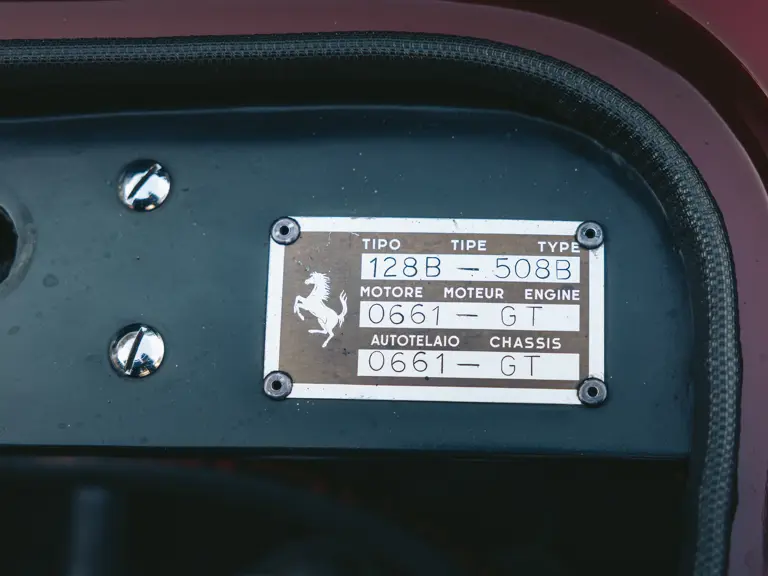 TIPO TIPE TYPE
128B - 508B
MOTORE MOTEUR ENGINE
0661 - GT
AUTOTELAIO CHASSIS
0661 - GT